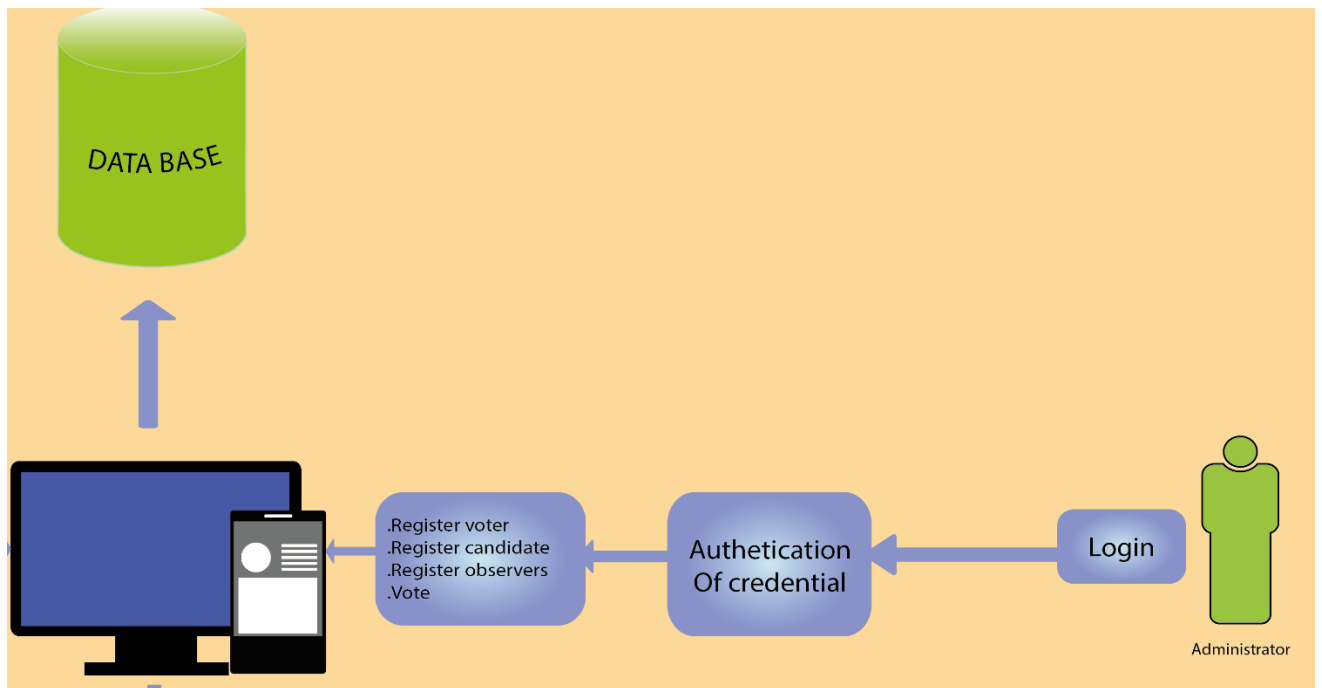 DATA BASE
.Register voter
.Register candidate
.Register observers
.Vote
Authetication
Of credential
Login
Administrator